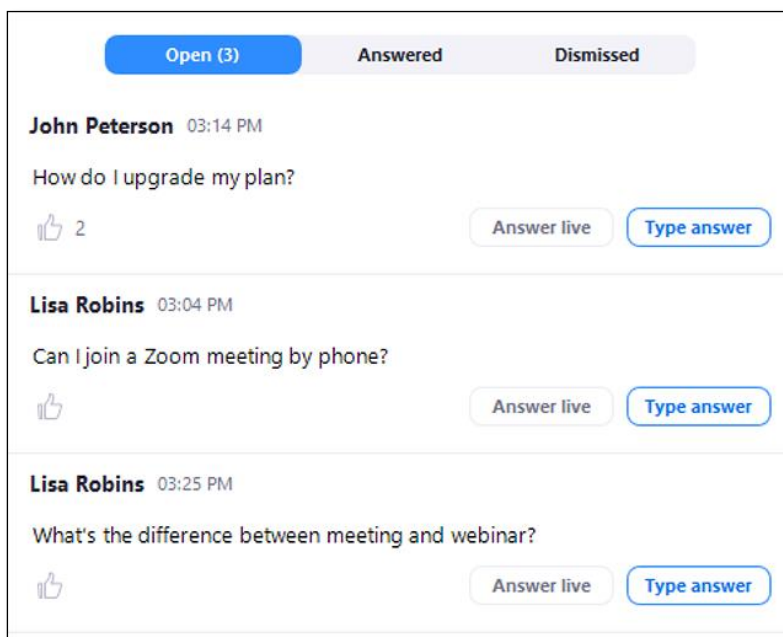 Open (3) Answered Dismissed
John Peterson 03:14 PM
How do I upgrade my plan?
2 Answer live Type answer
Lisa Robins 03:04 PM
Can I join a Zoom meeting by phone?
Answer live Type answer
Lisa Robins 03:25 PM
What's the difference between meeting and webinar?
Answer live Type answer